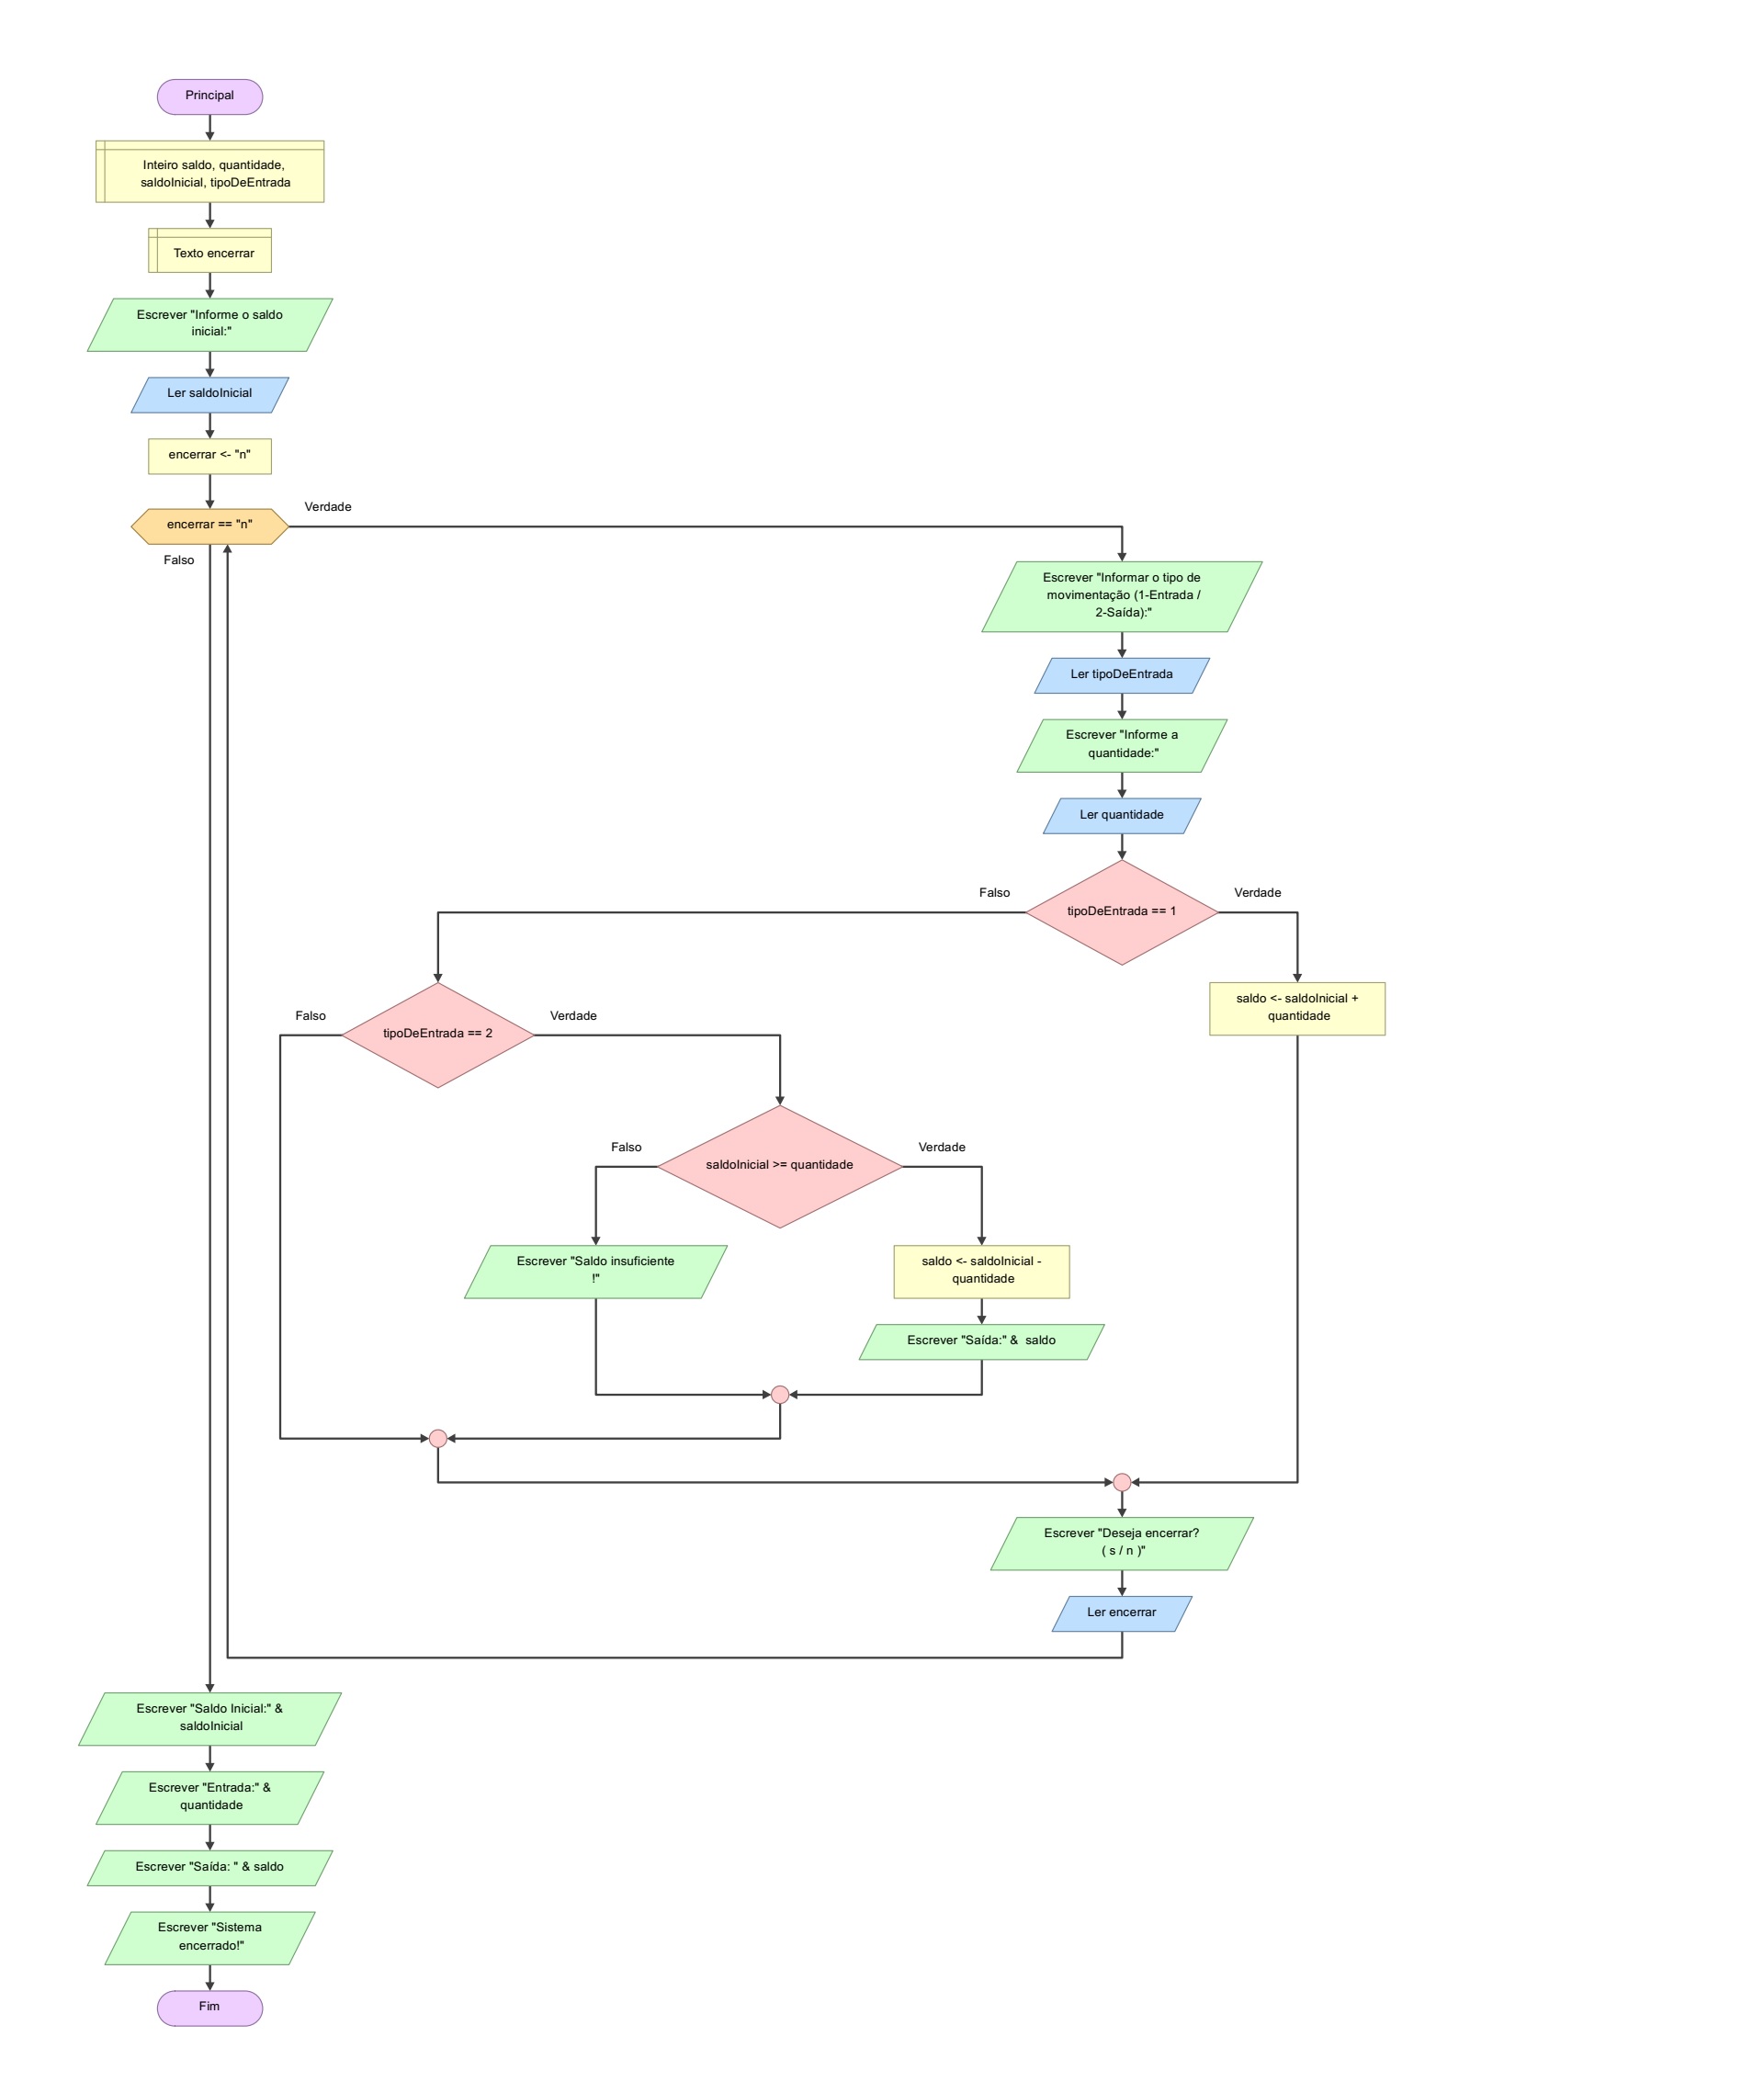 Principal
Inteiro saldo, quantidade,
saldoInicial, tipoDeEntrada
Texto encerrar
Escrever "Informe o saldo
inicial:"
Ler saldoInicial
encerrar <- "n"
encerrar == "n"
Verdade
Falso
Escrever "Informar o tipo de
movimentação (1-Entrada /
2-Saída):"
Ler tipoDeEntrada
Escrever "Informe a
quantidade:"
Ler quantidade
Falso
Verdade
tipoDeEntrada == 1
saldo <- saldoInicial +
quantidade
Falso
Verdade
tipoDeEntrada == 2
Falso
Verdade
saldoInicial >= quantidade
Escrever "Saldo insuficiente
!"
saldo <- saldoInicial -
quantidade
Escrever "Saída:" &  saldo
Escrever "Deseja encerrar?
( s / n )"
Ler encerrar
Escrever "Saldo Inicial:" &
saldoInicial
Escrever "Entrada:" &
quantidade
Escrever "Saída: " & saldo
Escrever "Sistema
encerrado!"
Fim